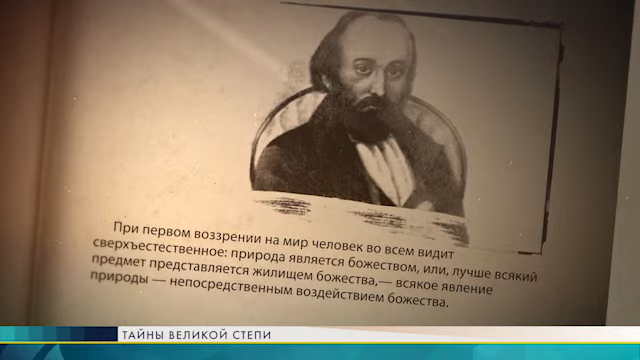 При первом воззрении на мир человек во всем видит
сверхъестественное: природа является божеством, или, лучше всякий
предмет представляется жилищем божества,— всякое явление
природы — непосредственным воздействием божества.
ТАЙНЫ ВЕЛИКОЙ СТЕПИ